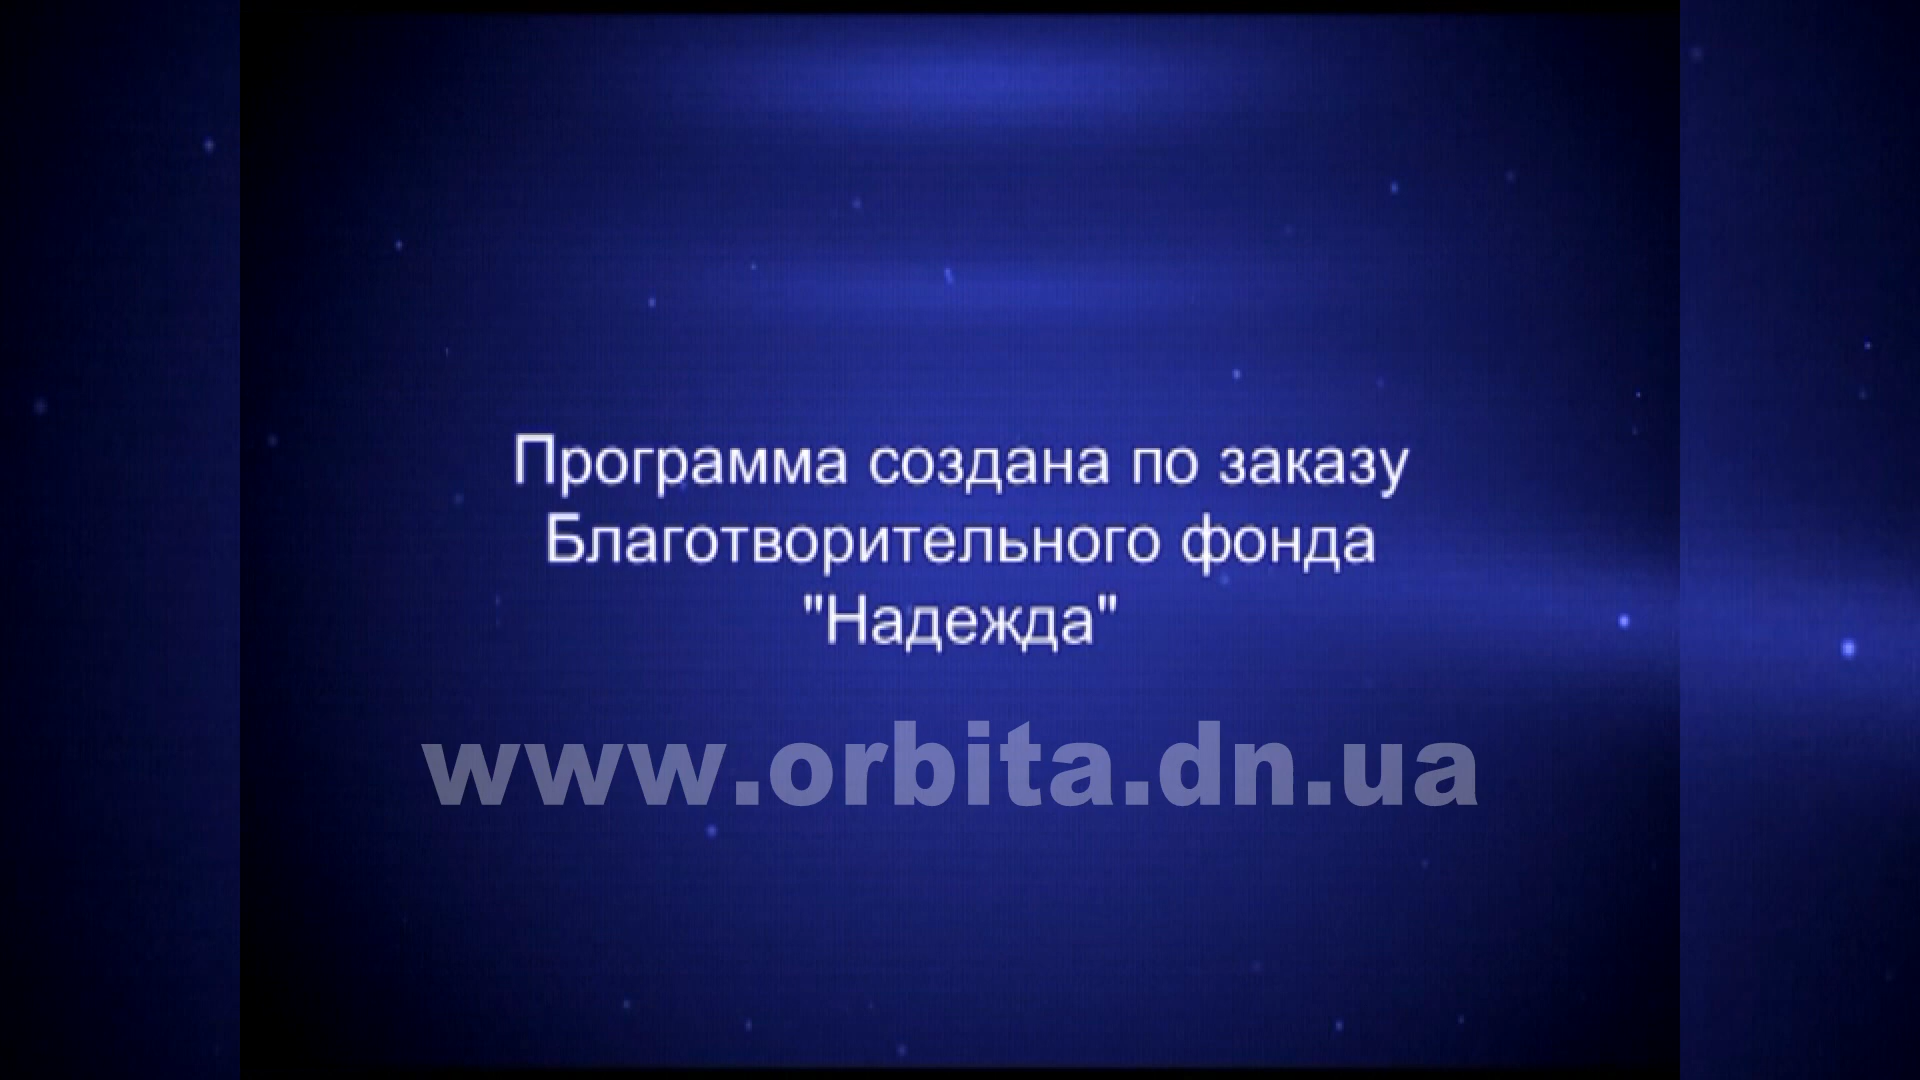 Программа создана по заказу
Благотворительного фонда
"Надежда"
www.orbita.dn.ua